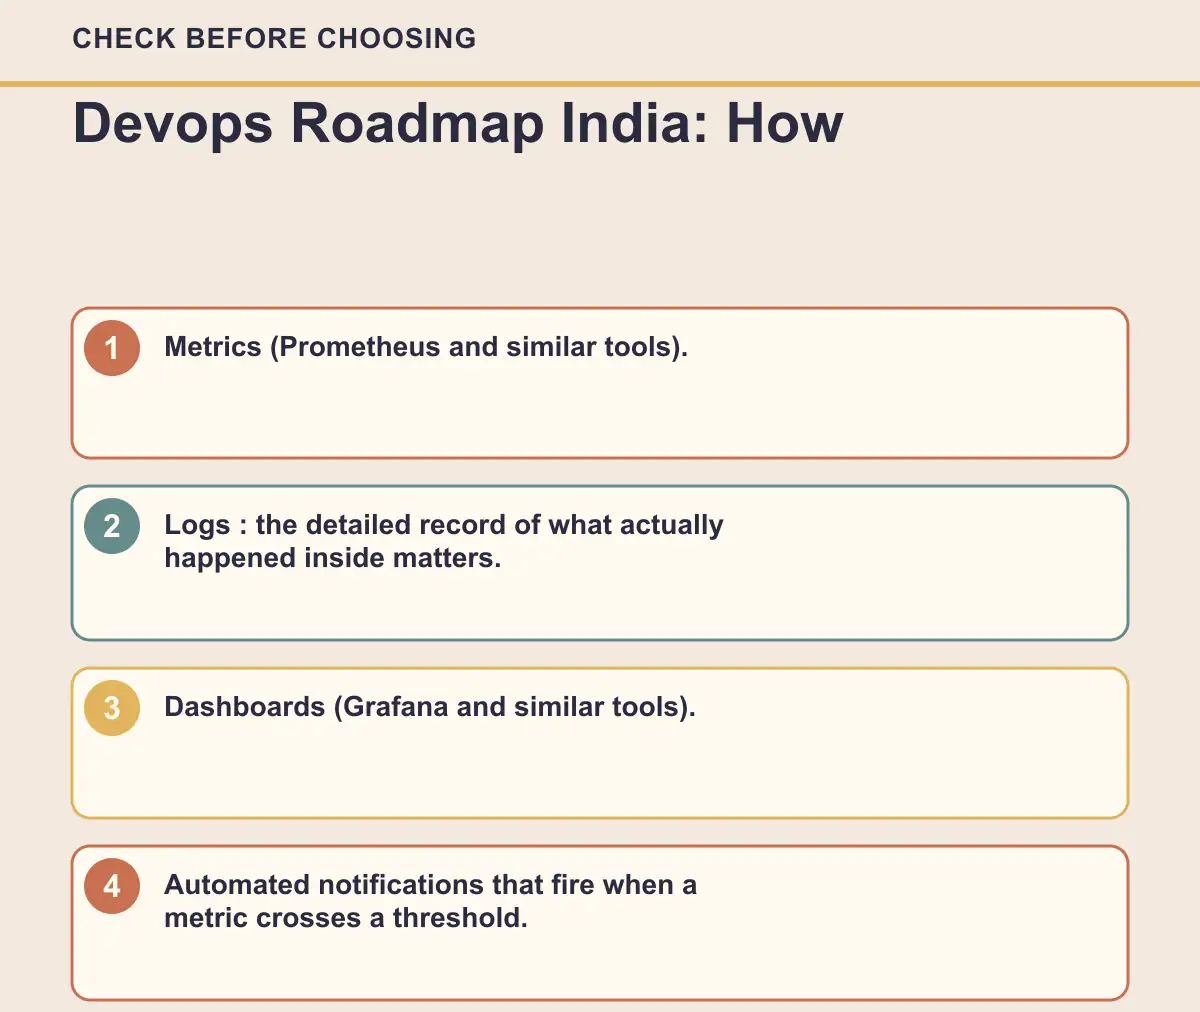 CHECK BEFORE CHOOSING
Devops Roadmap India: How
1
Metrics (Prometheus and similar tools).
2
Logs : the detailed record of what actually
happened inside matters.
3
Dashboards (Grafana and similar tools).
4
Automated notifications that fire when a
metric crosses a threshold.